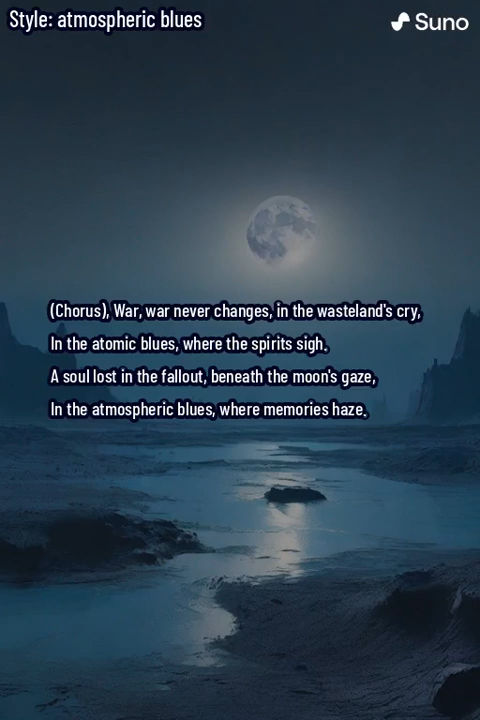 Style: atmospheric blues
Suno
(Chorus), War, war never changes, in the wasteland's cry,
In the atomic blues, where the spirits sigh.
A soul lost in the fallout, beneath the moon's gaze,
In the atmospheric blues, where memories haze.